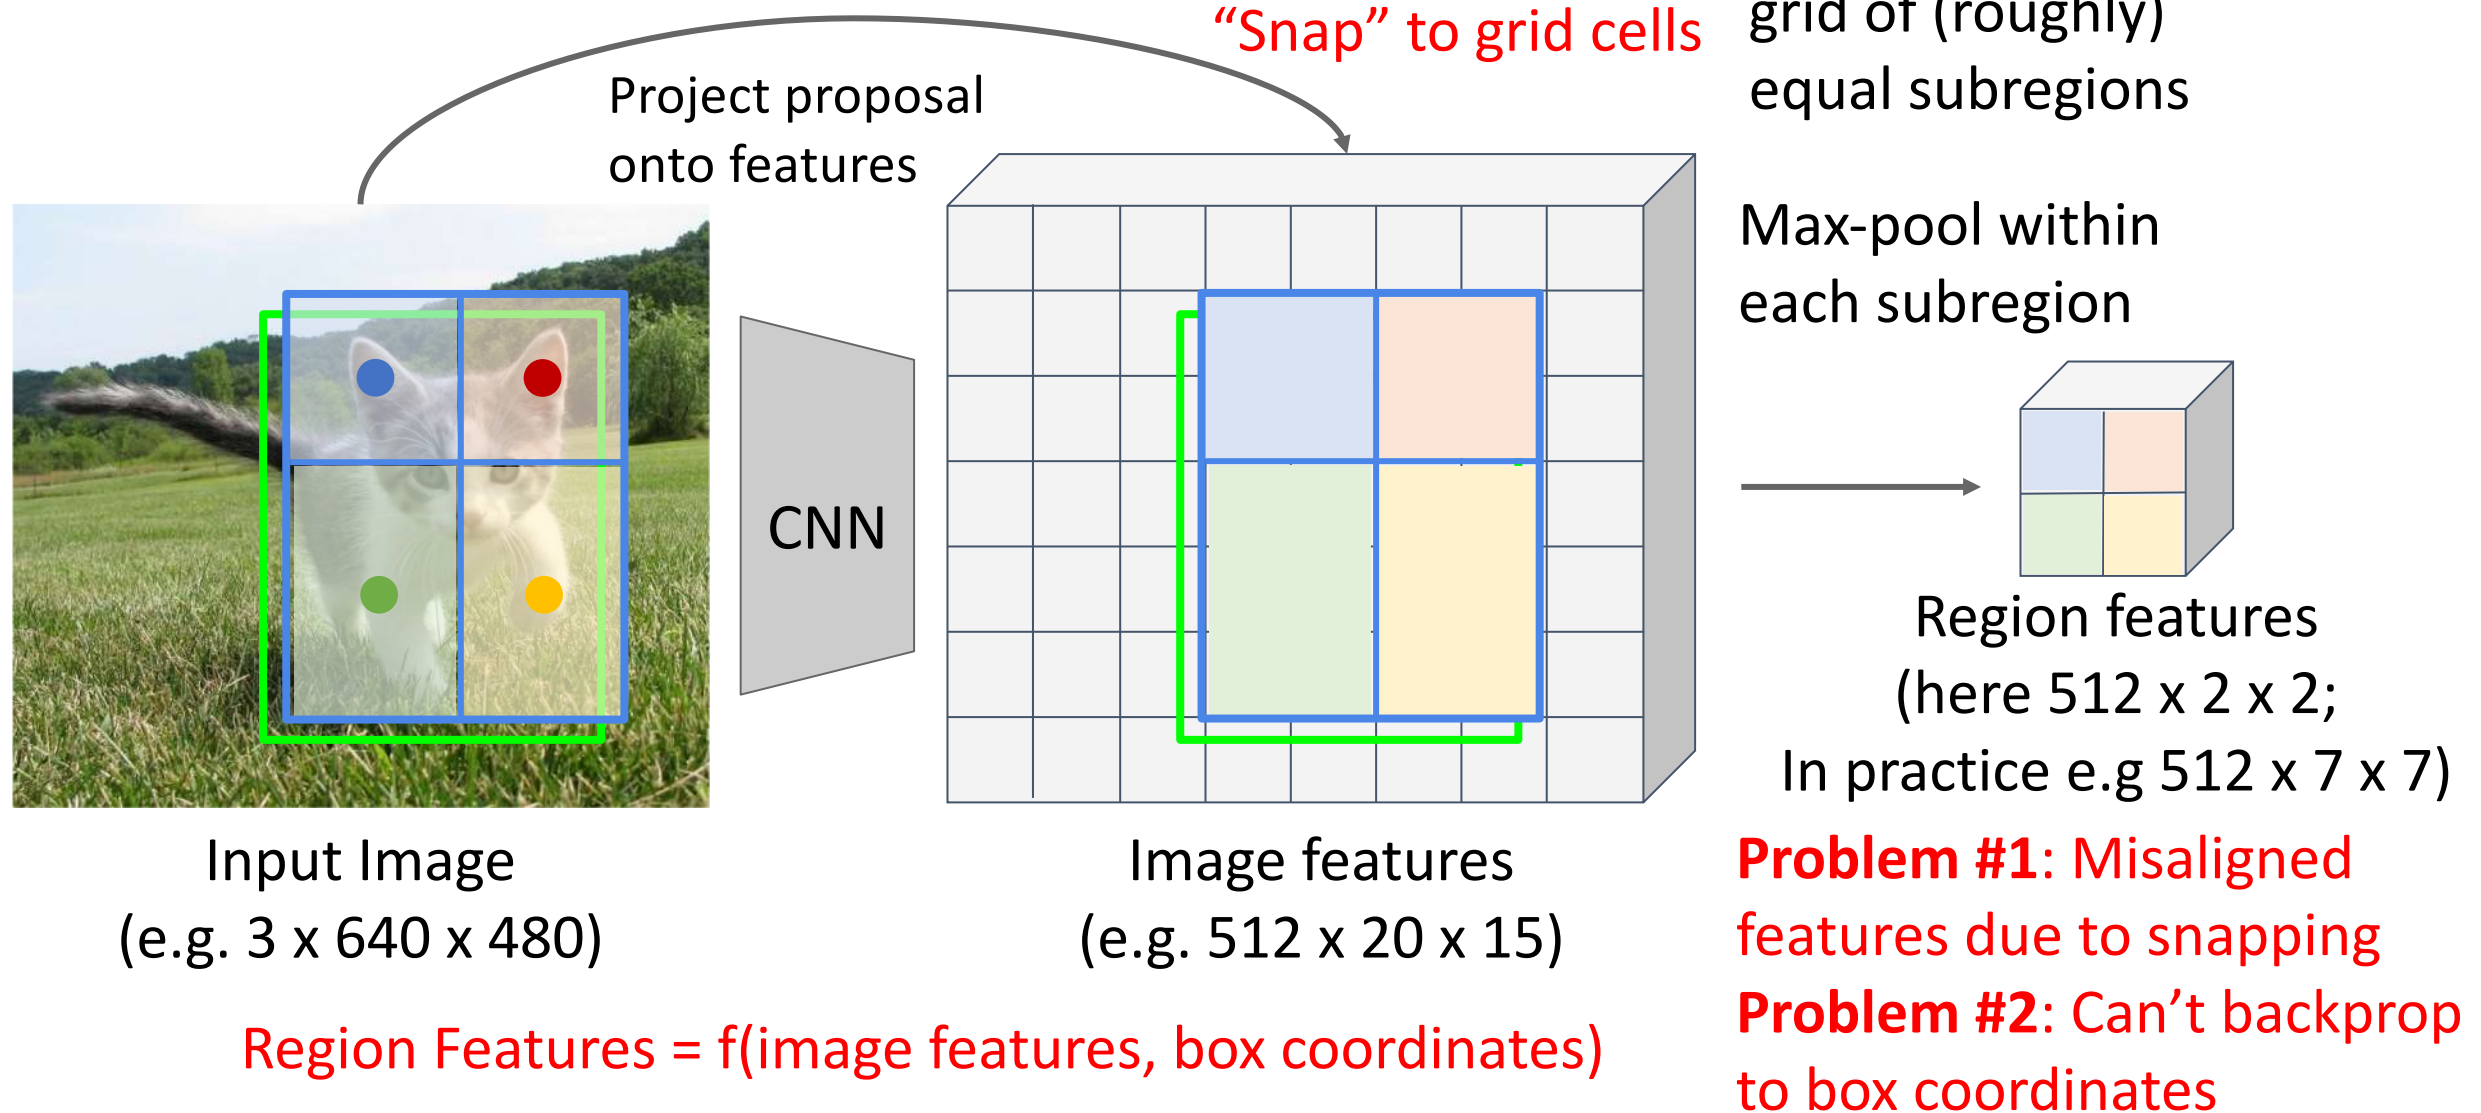 “Snap” to grid cells
grid of (roughly)
equal subregions
Project proposal
onto features
Max-pool within
each subregion
CNN
Region features
(here 512 x 2 x 2;
In practice e.g 512 x 7 x 7)
Input Image
(e.g. 3 x 640 x 480)
Image features
(e.g. 512 x 20 x 15)
Problem #1: Misaligned
features due to snapping
Problem #2: Can’t backprop
to box coordinates
Region Features = f(image features, box coordinates)